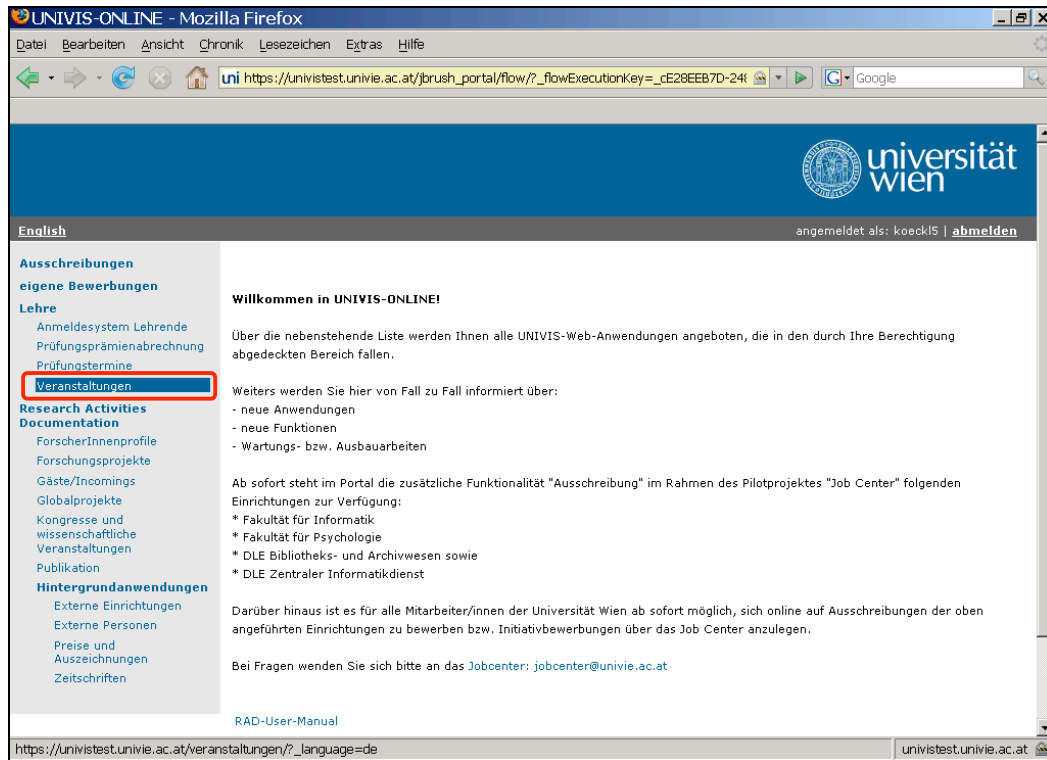 UNIVIS-ONLINE - Mozilla Firefox
Datei Bearbeiten Ansicht Chronik Lesezeichen Extras Hilfe
uni https://univistest.univie.ac.at/jbrush_portal/flow/?_flowExecutionKey=_cE28EEB7D-248 G Google
universität
wien
English angemeldet als: koeckl5 | abmelden
Ausschreibungen
eigene Bewerbungen
Lehre
Anmeldesystem Lehrende
Prüfungsprämienabrechnung
Prüfungstermine
Veranstaltungen
Research Activities
Documentation
ForscherInnenprofile
Forschungsprojekte
Gäste/Incomings
Globalprojekte
Kongresse und
wissenschaftliche
Veranstaltungen
Publikation
Hintergrundanwendungen
Externe Einrichtungen
Externe Personen
Preise und
Auszeichnungen
Zeitschriften
Willkommen in UNIVIS-ONLINE!
Über die nebenstehende Liste werden Ihnen alle UNIVIS-Web-Anwendungen angeboten, die in den durch Ihre Berechtigung
abgedeckten Bereich fallen.
Weiters werden Sie hier von Fall zu Fall informiert über:
- neue Anwendungen
- neue Funktionen
- Wartungs- bzw. Ausbauarbeiten
Ab sofort steht im Portal die zusätzliche Funktionalität "Ausschreibung" im Rahmen des Pilotprojektes "Job Center" folgenden
Einrichtungen zur Verfügung:
* Fakultät für Informatik
* Fakultät für Psychologie
* DLE Bibliotheks- und Archivwesen sowie
* DLE Zentraler Informatikdienst
Darüber hinaus ist es für alle Mitarbeiter/innen der Universität Wien ab sofort möglich, sich online auf Ausschreibungen der oben
angeführten Einrichtungen zu bewerben bzw. Initiativbewerbungen über das Job Center anzulegen.
Bei Fragen wenden Sie sich bitte an das Jobcenter: jobcenter@univie.ac.at
RAD-User-Manual
https://univistest.univie.ac.at/veranstaltungen/?_language=de univistest.univie.ac.at